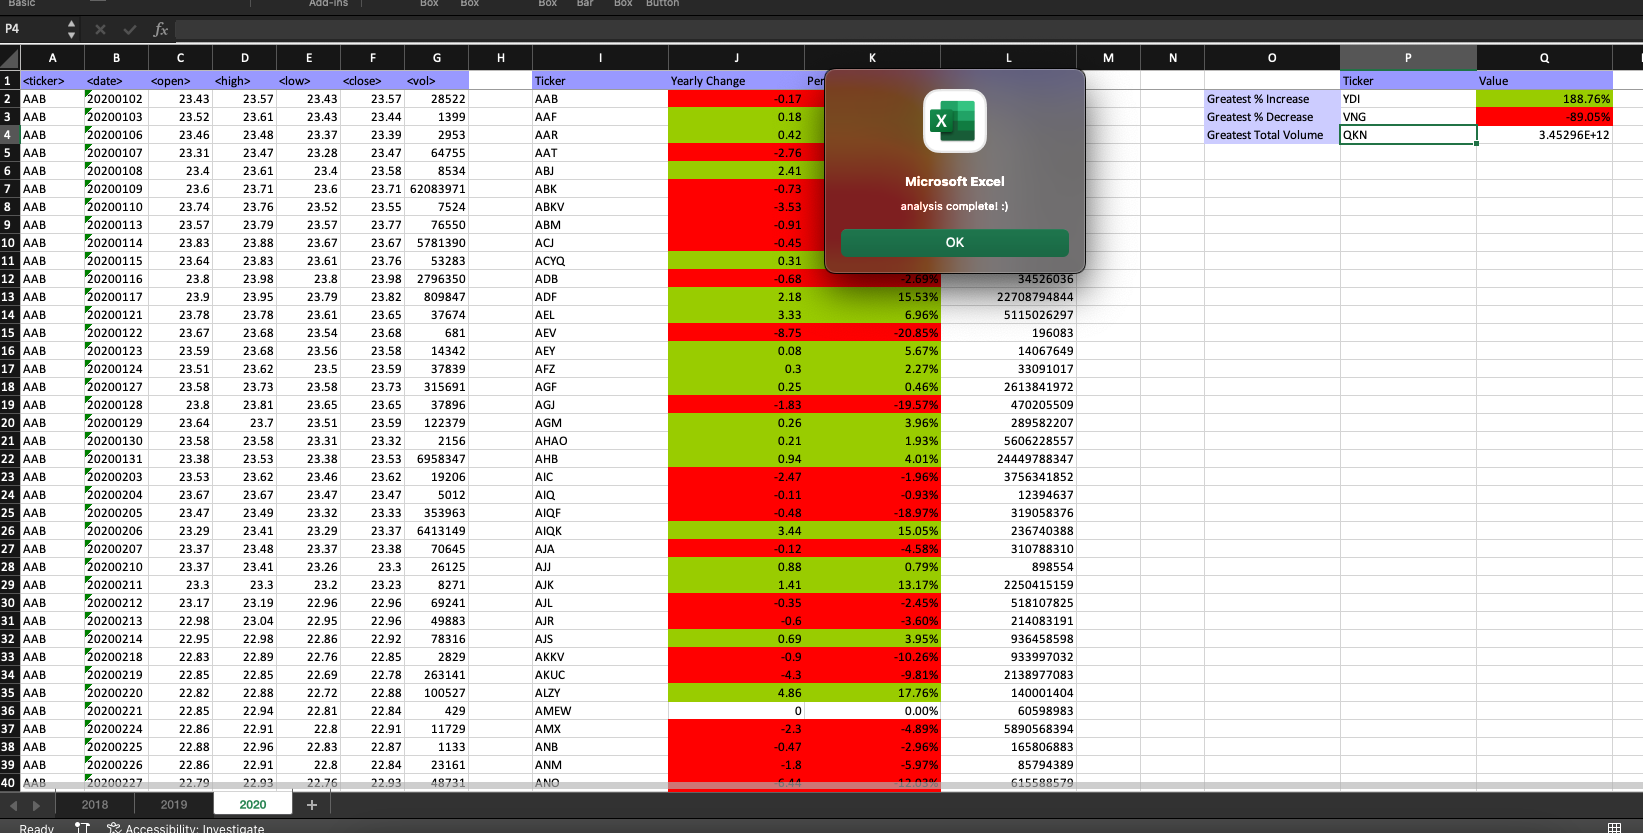 Basic Add-ins Box Box Box Bar Box Button
P4 fx
A B C D E F G H I J K L M N O P Q
1 <ticker> <date> <open> <high> <low> <close> <vol> Ticker Yearly Change Per Ticker Value
2 AAB 20200102 23.43 23.57 23.43 23.57 28522 AAB -0.17 Greatest % Increase YDI 188.76%
3 AAB 20200103 23.52 23.61 23.43 23.44 1399 AAF 0.18 Greatest % Decrease VNG -89.05%
4 AAB 20200106 23.46 23.48 23.37 23.39 2953 AAR 0.42 Greatest Total Volume QKN 3.45296E+12
5 AAB 20200107 23.31 23.47 23.28 23.47 64755 AAT -2.76
6 AAB 20200108 23.4 23.61 23.4 23.58 8534 ABJ 2.41
7 AAB 20200109 23.6 23.71 23.6 23.71 62083971 ABK -0.73
8 AAB 20200110 23.74 23.76 23.52 23.55 7524 ABKV -3.53
9 AAB 20200113 23.57 23.79 23.57 23.77 76550 ABM -0.91
10 AAB 20200114 23.83 23.88 23.67 23.67 5781390 ACJ -0.45
11 AAB 20200115 23.64 23.83 23.61 23.76 53283 ACYQ 0.31
Microsoft Excel
analysis complete! :)
OK
12 AAB 20200116 23.8 23.98 23.8 23.98 2796350 ADB -0.68 -2.69% 34526036
13 AAB 20200117 23.9 23.95 23.79 23.82 809847 ADF 2.18 15.53% 22708794844
14 AAB 20200121 23.78 23.78 23.61 23.65 37674 AEL 3.33 6.96% 5115026297
15 AAB 20200122 23.67 23.68 23.54 23.68 681 AEV -8.75 -20.85% 196083
16 AAB 20200123 23.59 23.68 23.56 23.58 14342 AEY 0.08 5.67% 14067649
17 AAB 20200124 23.51 23.62 23.5 23.59 37839 AFZ 0.3 2.27% 33091017
18 AAB 20200127 23.58 23.73 23.58 23.73 315691 AGF 0.25 0.46% 2613841972
19 AAB 20200128 23.8 23.81 23.65 23.65 37896 AGJ -1.83 -19.57% 470205509
20 AAB 20200129 23.64 23.7 23.51 23.59 122379 AGM 0.26 3.96% 289582207
21 AAB 20200130 23.58 23.58 23.31 23.32 2156 AHAO 0.21 1.93% 5606228557
22 AAB 20200131 23.38 23.53 23.38 23.53 6958347 AHB 0.94 4.01% 24449788347
23 AAB 20200203 23.53 23.62 23.46 23.62 19206 AIC -2.47 -1.96% 3756341852
24 AAB 20200204 23.67 23.67 23.47 23.47 5012 AIQ -0.11 -0.93% 12394637
25 AAB 20200205 23.47 23.49 23.32 23.33 353963 AIQF -0.48 -18.97% 319058376
26 AAB 20200206 23.29 23.41 23.29 23.37 6413149 AIQK 3.44 15.05% 236740388
27 AAB 20200207 23.37 23.48 23.37 23.38 70645 AJA -0.12 -4.58% 310788310
28 AAB 20200210 23.37 23.41 23.26 23.3 26125 AJJ 0.88 0.79% 898554
29 AAB 20200211 23.3 23.3 23.2 23.23 8271 AJK 1.41 13.17% 2250415159
30 AAB 20200212 23.17 23.19 22.96 22.96 69241 AJL -0.35 -2.45% 518107825
31 AAB 20200213 22.98 23.04 22.95 22.96 49883 AJR -0.6 -3.60% 214083191
32 AAB 20200214 22.95 22.98 22.86 22.92 78316 AJS 0.69 3.95% 936458598
33 AAB 20200218 22.83 22.89 22.76 22.85 2829 AKKV -0.9 -10.26% 933997032
34 AAB 20200219 22.85 22.85 22.69 22.78 263141 AKUC -4.3 -9.81% 2138977083
35 AAB 20200220 22.82 22.88 22.72 22.88 100527 ALZY 4.86 17.76% 140001404
36 AAB 20200221 22.85 22.94 22.81 22.84 429 AMEW 0 0.00% 60598983
37 AAB 20200224 22.86 22.91 22.8 22.91 11729 AMX -2.3 -4.89% 5890568394
38 AAB 20200225 22.88 22.96 22.83 22.87 1133 ANB -0.47 -2.96% 165806883
39 AAB 20200226 22.86 22.91 22.8 22.84 23161 ANM -1.8 -5.97% 85794389
40 AAB 20200227 22.79 22.93 22.76 22.93 48731 ANO -6.44 -12.03% 615588579
2018 2019 2020 +
Ready Accessibility: Investigate